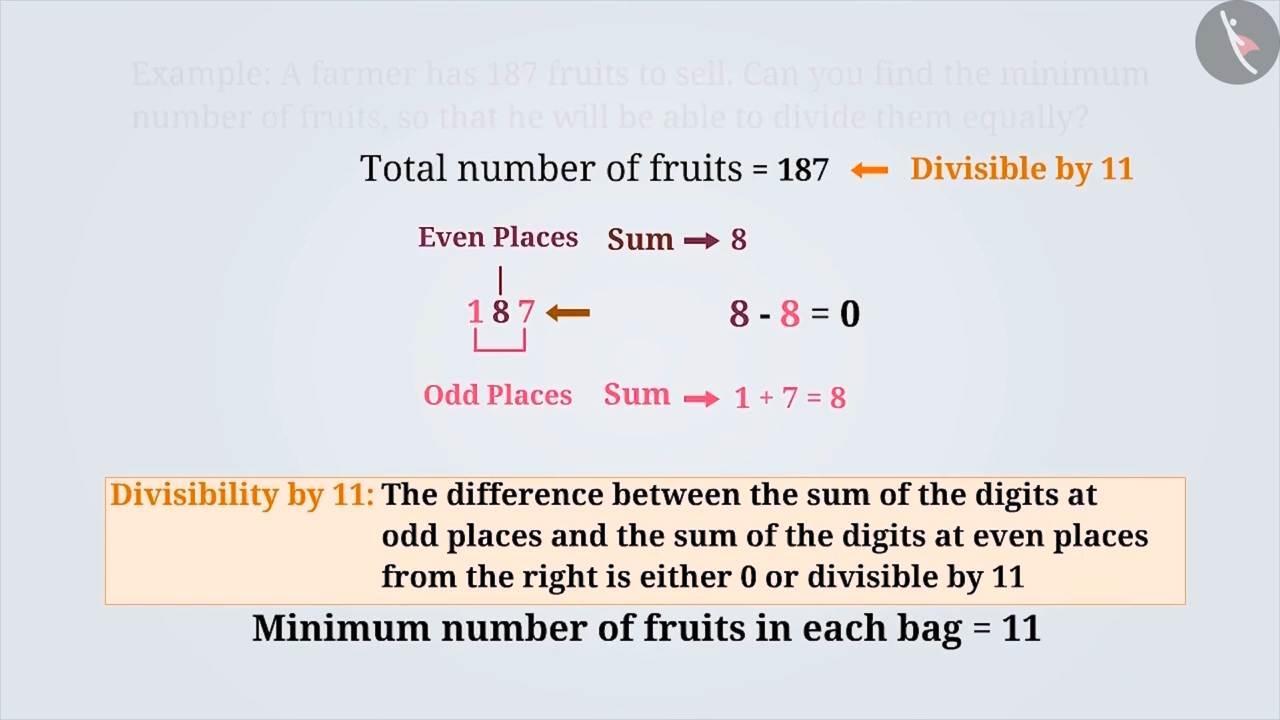 Example: A farmer has 187 fruits to sell. Can you find the minimum
number of fruits, so that he will be able to divide them equally?
Total number of fruits = 187 ← Divisible by 11
Even Places Sum → 8
1 8 7 ← 8 - 8 = 0
Odd Places Sum → 1 + 7 = 8
Divisibility by 11: The difference between the sum of the digits at
odd places and the sum of the digits at even places
from the right is either 0 or divisible by 11
Minimum number of fruits in each bag = 11